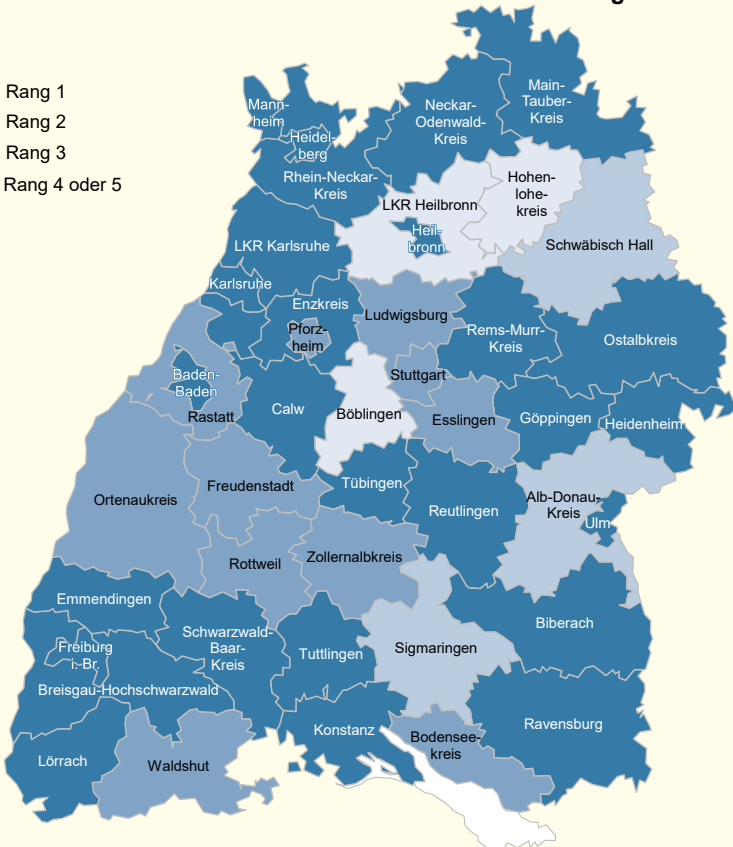 Rang 1
Rang 2
Rang 3
Rang 4 oder 5
Main-
Tauber-
Kreis
Neckar-
Odenwald-
Kreis
Mann-
heim
Heidel-
berg
Rhein-Neckar-
Kreis
Hohen-
lohe-
kreis
LKR Heilbronn
Heil-
bronn
Schwäbisch Hall
LKR Karlsruhe
Karlsruhe
Enzkreis
Pforz-
heim
Ludwigsburg
Rems-Murr-
Kreis
Ostalbkreis
Baden-
Baden
Rastatt
Calw
Stuttgart
Böblingen
Esslingen
Göppingen
Heidenheim
Ortenaukreis
Freudenstadt
Tübingen
Reutlingen
Alb-Donau-
Kreis
Ulm
Rottweil
Zollernalbkreis
Emmendingen
Freiburg
i. Br.
Schwarzwald-
Baar-
Kreis
Tuttlingen
Sigmaringen
Biberach
Breisgau-Hochschwarzwald
Lörrach
Waldshut
Konstanz
Bodensee-
kreis
Ravensburg